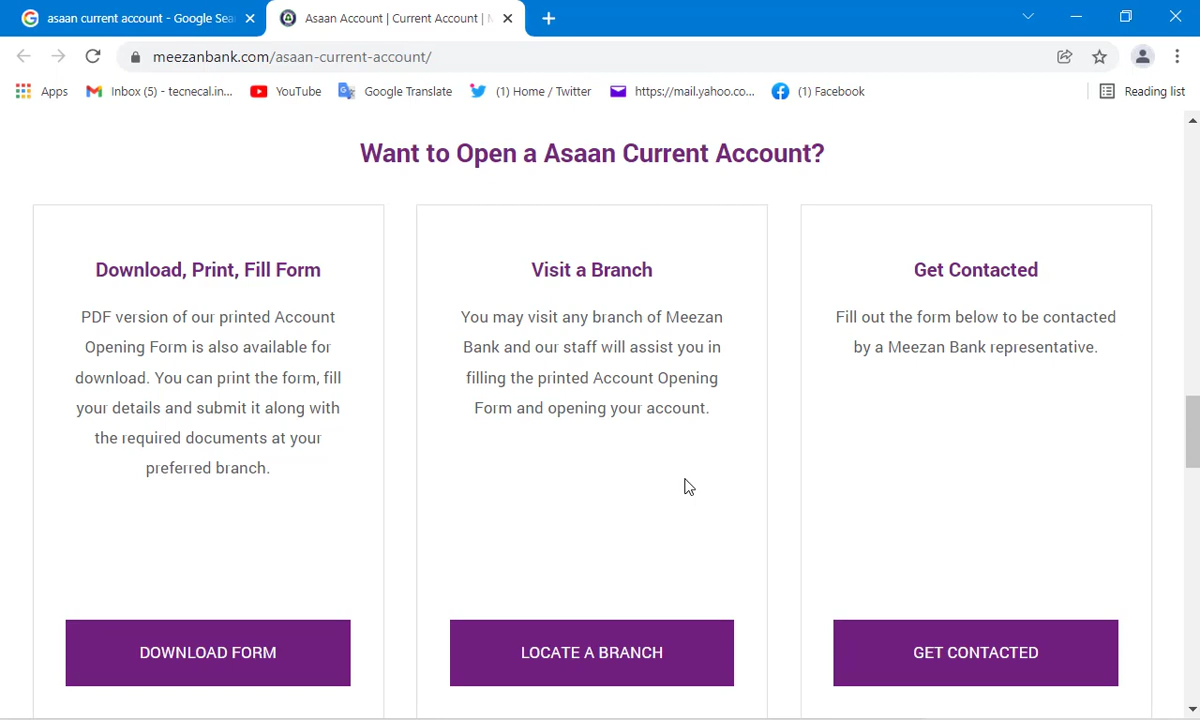 asaan current account - Google Sea
Asaan Account | Current Account |
meezanbank.com/asaan-current-account/
Apps
Inbox (5) - tecnecal.in...
YouTube
Google Translate
(1) Home / Twitter
https://mail.yahoo.co...
(1) Facebook
Reading list
Want to Open a Asaan Current Account?
Download, Print, Fill Form
PDF version of our printed Account
Opening Form is also available for
download. You can print the form, fill
your details and submit it along with
the required documents at your
preferred branch.
DOWNLOAD FORM
Visit a Branch
You may visit any branch of Meezan
Bank and our staff will assist you in
filling the printed Account Opening
Form and opening your account.
LOCATE A BRANCH
Get Contacted
Fill out the form below to be contacted
by a Meezan Bank representative.
GET CONTACTED